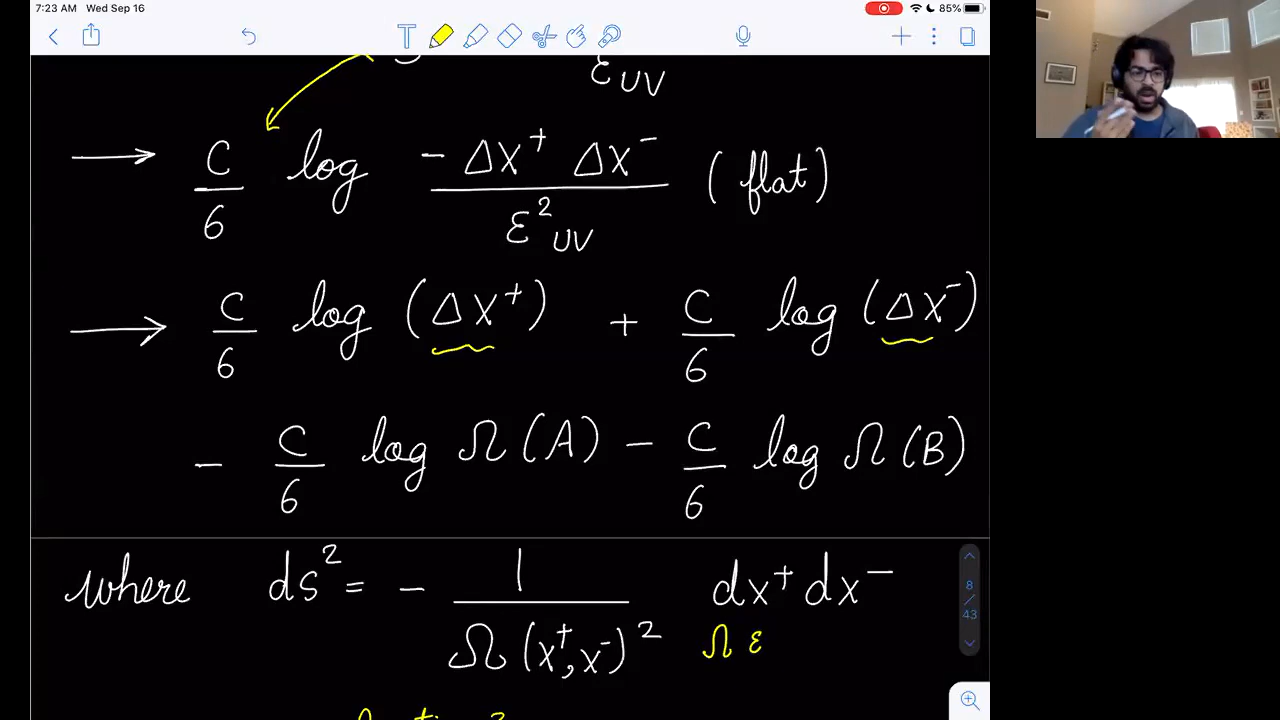 7:23 AM Wed Sep 16
85%
ε UV
→ C/6 log (- Δx⁺ Δx⁻)/(ε²UV) (flat)
→ C/6 log (Δx⁺) + C/6 log (Δx⁻)
- C/6 log Ω(A) - C/6 log Ω(B)
where ds² = - 1/Ω(x⁺,x⁻)² dx⁺dx⁻
Ω ε
8
/
43